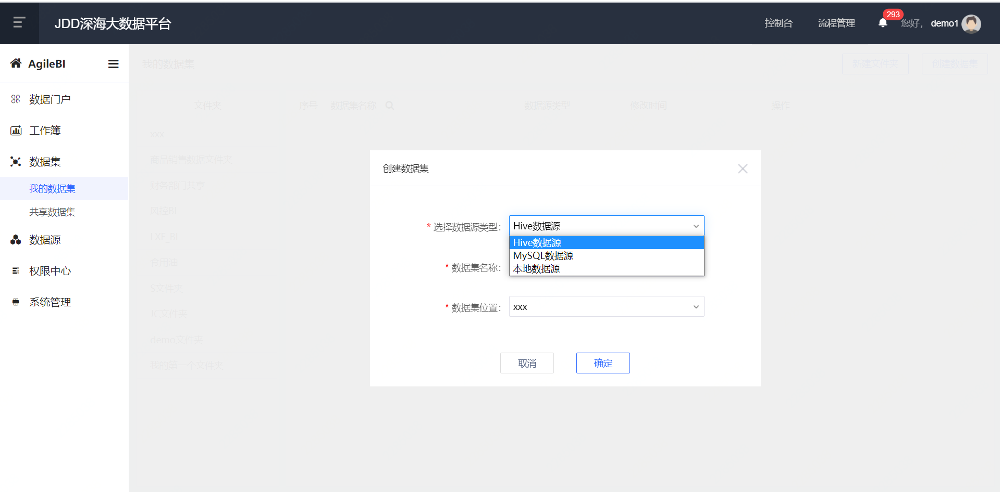 JDD深海大数据平台
控制台
流程管理
293
您好,
demo1
AgileBI
数据门户
工作簿
数据集
我的数据集
共享数据集
数据源
权限中心
系统管理
我的数据集
新建文件夹
创建数据集
文件夹
序号
数据集名称
数据源类型
修改时间
操作
xxx
商品销售数据文件夹
财务部门共享
风控BI
LXF_BI
食用油
S文件夹
JC文件夹
demo文件夹
我的第一个文件夹
创建数据集
* 选择数据源类型:
Hive数据源
Hive数据源
MySQL数据源
本地数据源
* 数据集名称:
* 数据集位置:
xxx
取消
确定